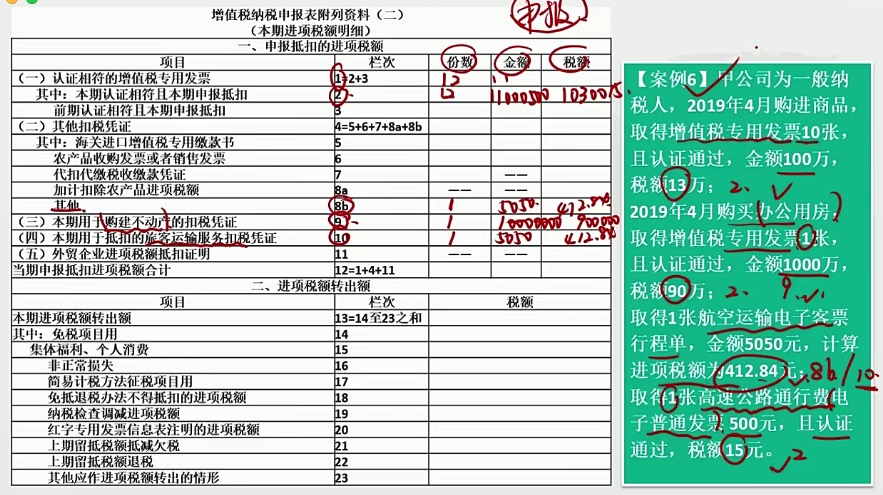 增值税纳税申报表附列资料（二）
申报
（本期进项税额明细）
一、申报抵扣的进项税额
项目 栏次 份数 金额 税额
（一）认证相符的增值税专用发票 1=2+3 12
其中：本期认证相符且本期申报抵扣 2 12 11000500 1030015
前期认证相符且本期申报抵扣 3
（二）其他扣税凭证 4=5+6+7+8a+8b
其中：海关进口增值税专用缴款书 5
农产品收购发票或者销售发票 6
代扣代缴税收缴款凭证 7 ——
加计扣除农产品进项税额 8a —— ——
其他 8b 1 5050 412.84
（三）本期用于购建不动产的扣税凭证 9 1 10000000 900000
（四）本期用于抵扣的旅客运输服务扣税凭证 10 1 5050 412.84
（五）外贸企业进项税额抵扣证明 11 —— ——
当期申报抵扣进项税额合计 12=1+4+11
二、进项税额转出额
项目 栏次 税额
本期进项税额转出额 13=14至23之和
其中：免税项目用 14
集体福利、个人消费 15
非正常损失 16
简易计税方法征税项目用 17
免抵退税办法不得抵扣的进项税额 18
纳税检查调减进项税额 19
红字专用发票信息表注明的进项税额 20
上期留抵税额抵减欠税 21
上期留抵税额退税 22
其他应作进项税额转出的情形 23
【案例6】甲公司为一般纳
税人，2019年4月购进商品，
取得增值税专用发票10张，
且认证通过，金额100万，
税额13万； 2、
2019年4月购买办公用房，
取得增值税专用发票1张，
且认证通过，金额1000万，
税额90万； 2、 9、
取得1张航空运输电子客票
行程单，金额5050元，计算
进项税额为412.84元； 8b/10
取得1张高速公路通行费电
子普通发票 500元，且认证
通过，税额15元。 2